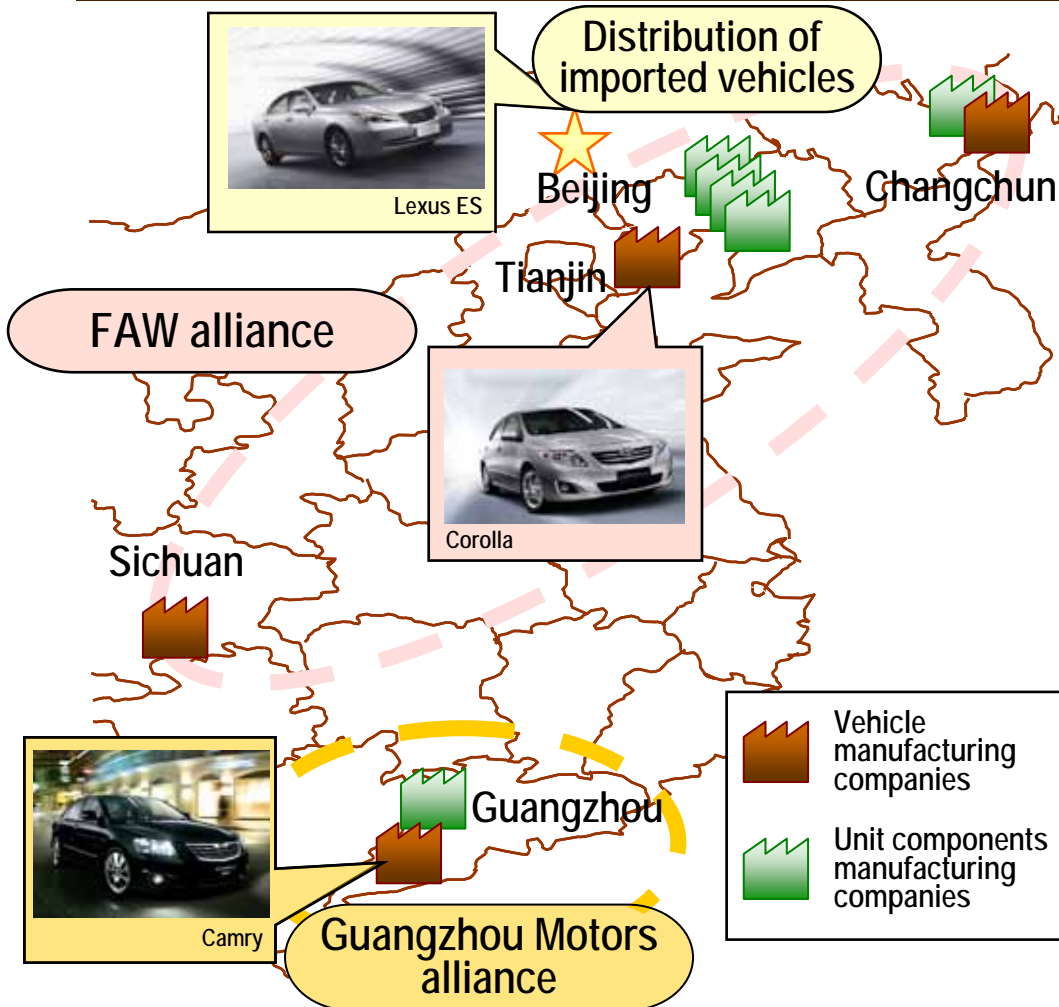 Distribution of
imported vehicles
Lexus ES
Beijing
Changchun
Tianjin
FAW alliance
Corolla
Sichuan
Vehicle
manufacturing
companies
Guangzhou
Unit components
manufacturing
companies
Camry
Guangzhou Motors
alliance